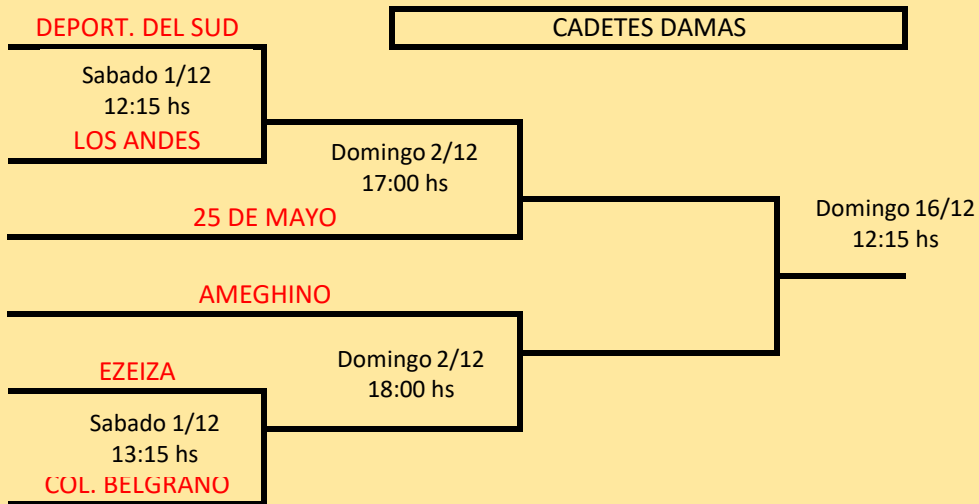 DEPORT. DEL SUD
CADETES DAMAS
Sabado 1/12
12:15 hs
LOS ANDES
Domingo 2/12
17:00 hs
25 DE MAYO
Domingo 16/12
12:15 hs
AMEGHINO
Domingo 2/12
18:00 hs
EZEIZA
Sabado 1/12
13:15 hs
COL. BELGRANO